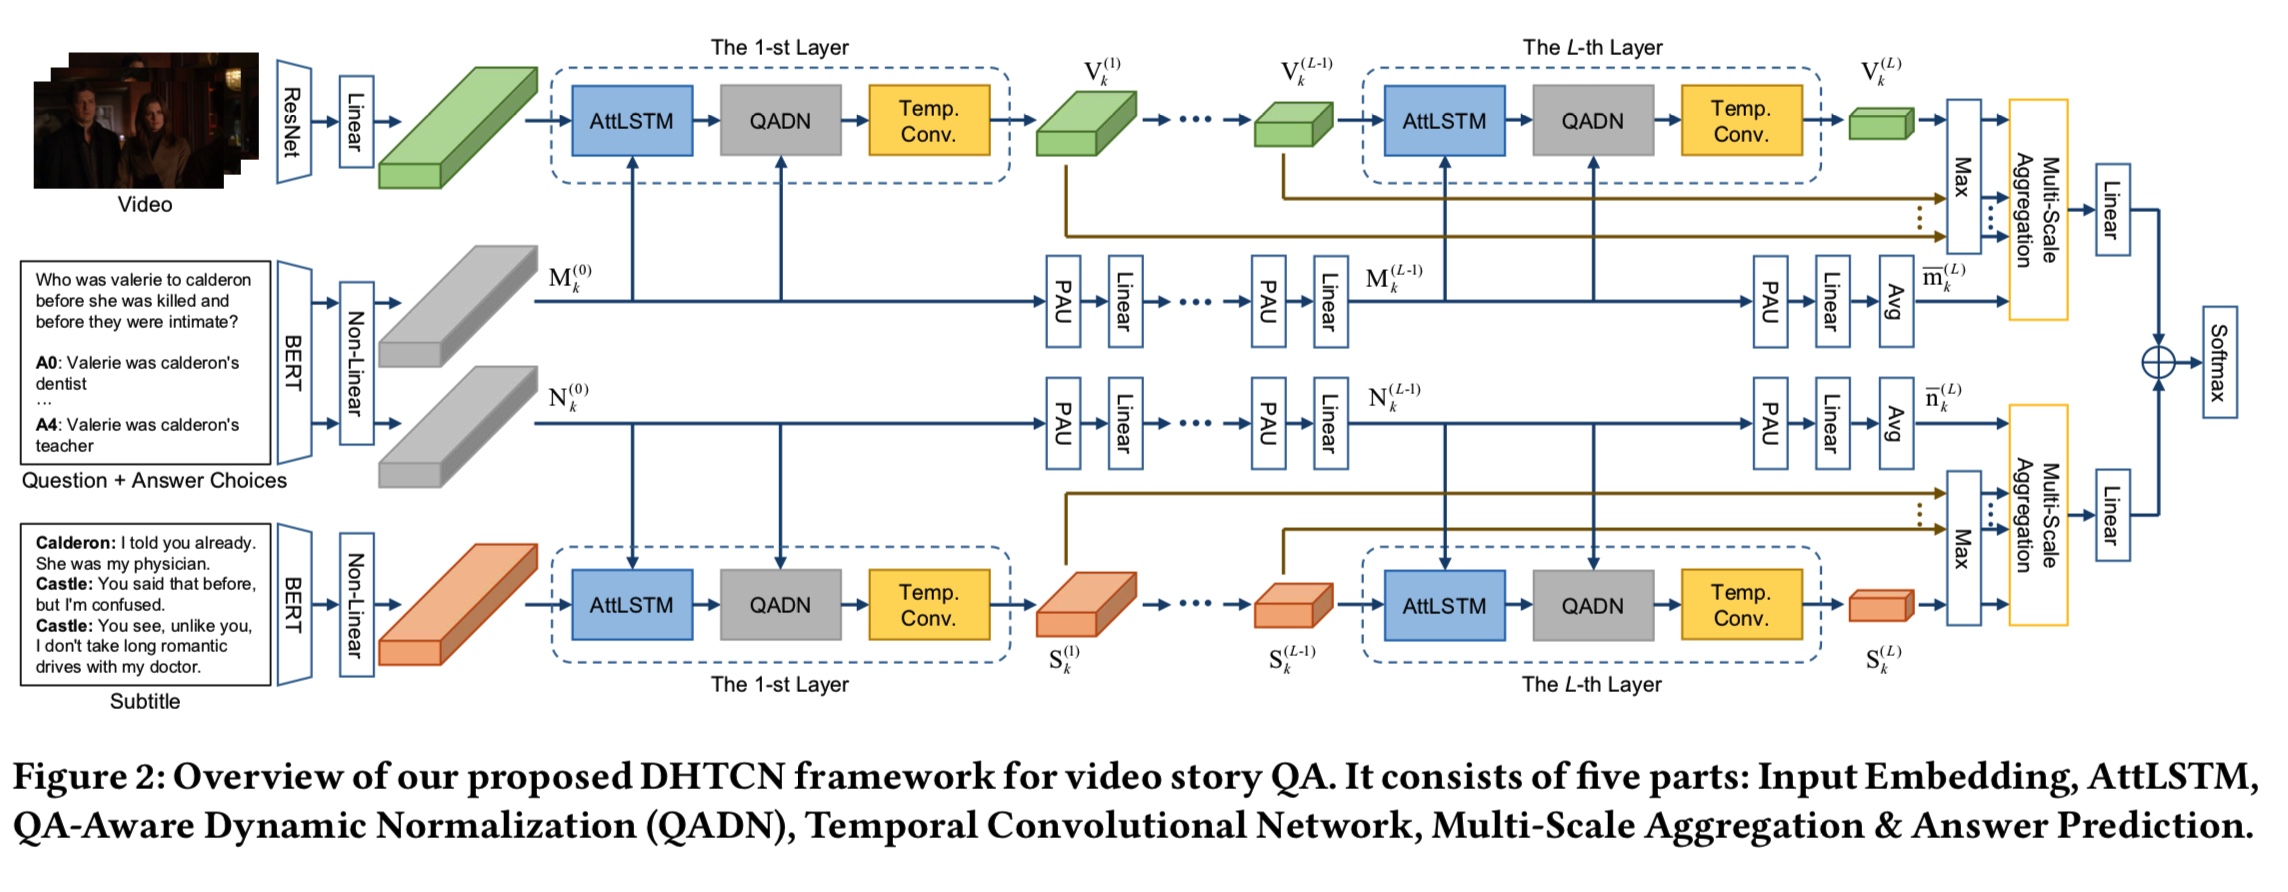 The 1-st Layer
The L-th Layer
ResNet
Linear
AttLSTM
QADN
Temp.
Conv.
V_k^{(1)}
...
V_k^{(L-1)}
AttLSTM
QADN
Temp.
Conv.
V_k^{(L)}
Max
Multi-Scale
Aggregation
Linear
Video
Who was valerie to calderon
before she was killed and
before they were intimate?
A0: Valerie was calderon's
dentist
...
A4: Valerie was calderon's
teacher
Question + Answer Choices
BERT
Non-Linear
M_k^{(0)}
PAU
Linear
...
PAU
Linear
M_k^{(L-1)}
PAU
Linear
Avg
m̅_k^{(L)}
N_k^{(0)}
PAU
Linear
...
PAU
Linear
N_k^{(L-1)}
PAU
Linear
Avg
n̅_k^{(L)}
Softmax
Calderon: I told you already.
She was my physician.
Castle: You said that before,
but I'm confused.
Castle: You see, unlike you,
I don't take long romantic
drives with my doctor.
Subtitle
BERT
Non-Linear
AttLSTM
QADN
Temp.
Conv.
S_k^{(1)}
...
S_k^{(L-1)}
AttLSTM
QADN
Temp.
Conv.
S_k^{(L)}
Max
Multi-Scale
Aggregation
Linear
The 1-st Layer
The L-th Layer
Figure 2: Overview of our proposed DHTCN framework for video story QA. It consists of five parts: Input Embedding, AttLSTM,
QA-Aware Dynamic Normalization (QADN), Temporal Convolutional Network, Multi-Scale Aggregation & Answer Prediction.